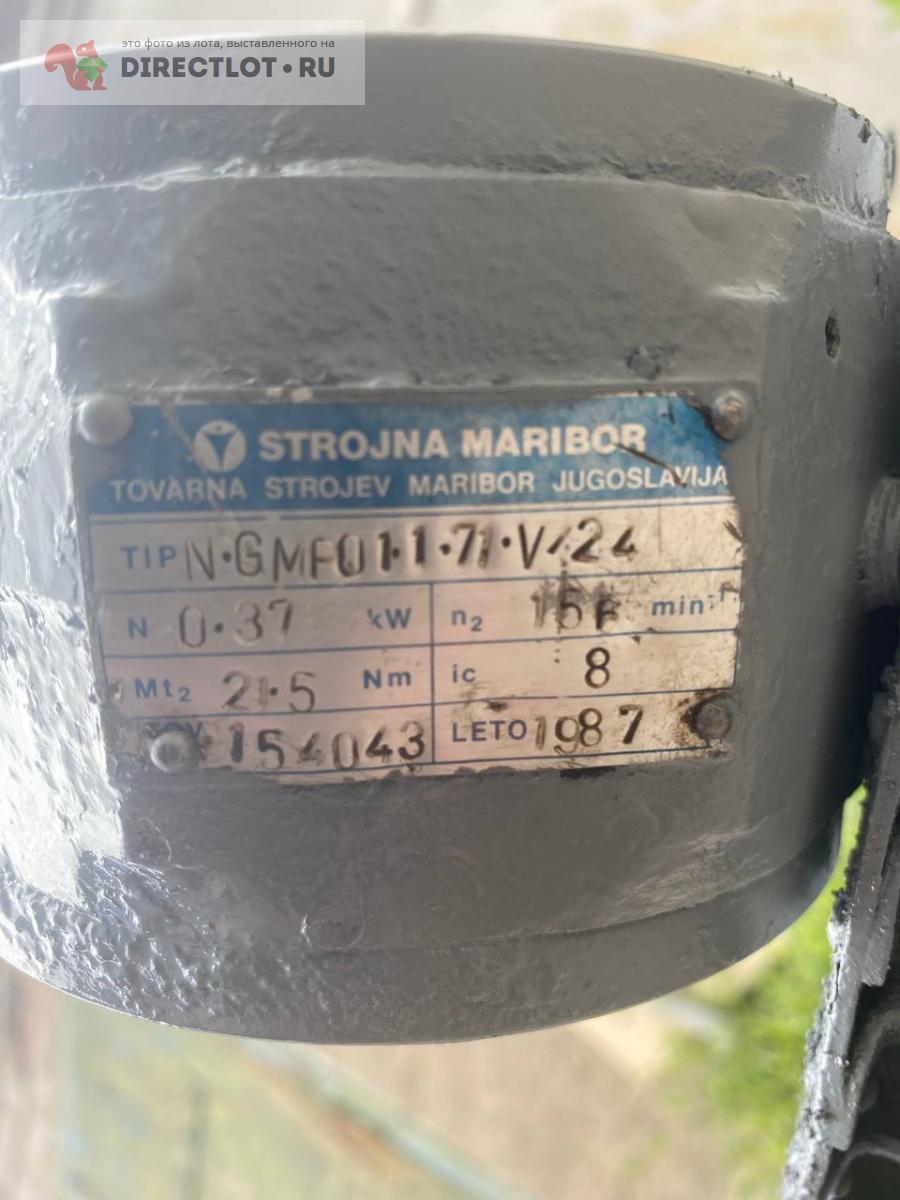 это фото из лота, выставленного на
DIRECTLOT.RU
STROJNA MARIBOR
TOVARNA STROJEV MARIBOR JUGOSLAVIJA
TIP N·GMF01·1·71·V/24
N 0·37 kW n₂ min⁻¹
Mt₂ 21·5 Nm ic 8
154043 LETO 1987